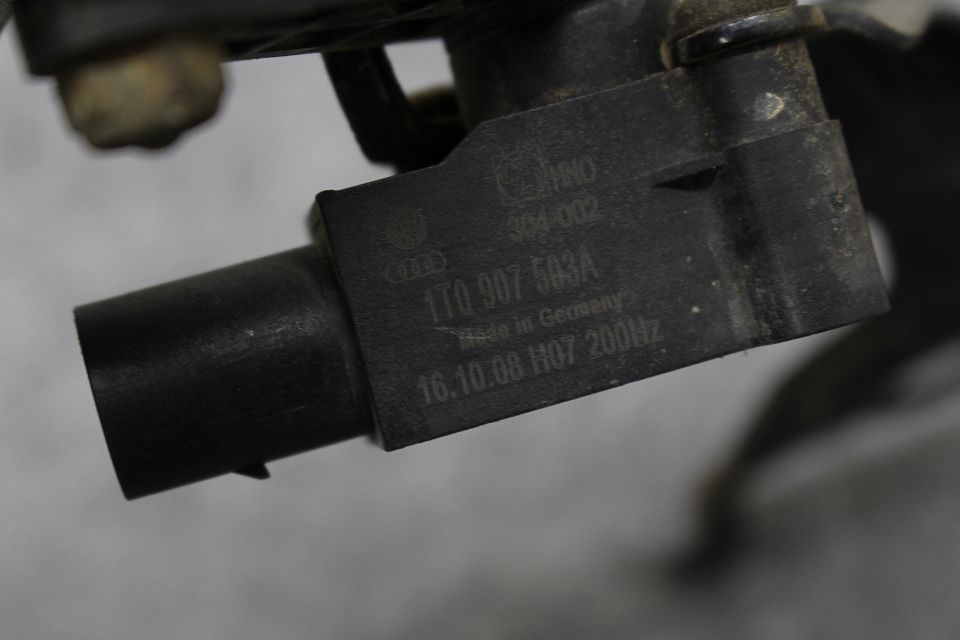 HNO
304-002
1T0 907 503A
Made in Germany
16.10.08 H07 200Hz